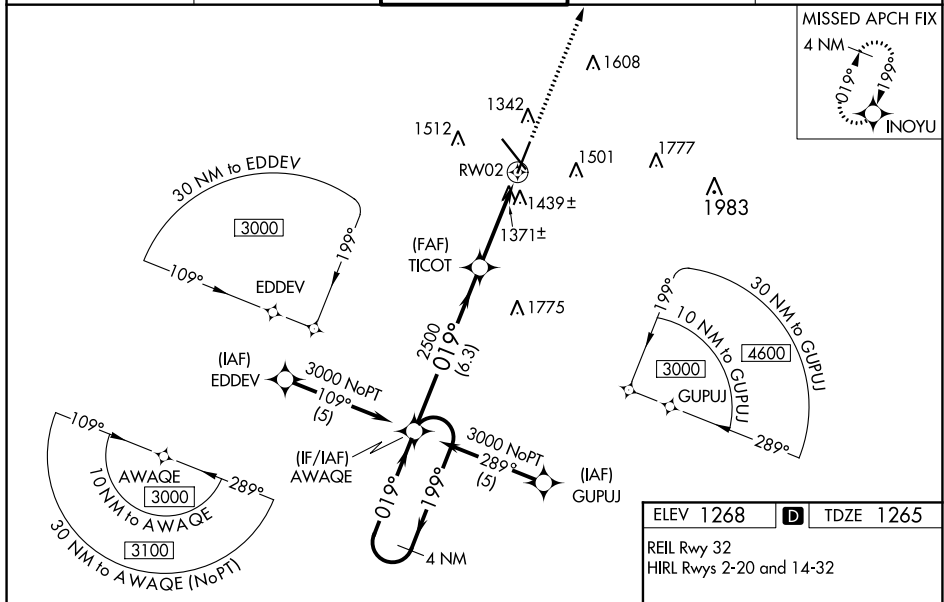 MISSED APCH FIX
4 NM
019°
199°
INOYU
1608
1342
1512
RW02
1501
1777
1983
1439±
1371±
30 NM to EDDEV
3000
199°
109°
EDDEV
(FAF)
TICOT
1775
2500
019°
(6.3)
(IAF)
EDDEV
3000 NoPT
109°
(5)
30 NM to GUPUJ
199°
10 NM to GUPUJ
4600
3000
GUPUJ
289°
(IF/IAF)
AWAQE
3000 NoPT
289°
(5)
(IAF)
GUPUJ
019°
199°
4 NM
109°
AWAQE
3000
289°
10 NM to AWAQE
3100
30 NM to AWAQE (NoPT)
ELEV 1268 D TDZE 1265
REIL Rwy 32
HIRL Rwys 2-20 and 14-32